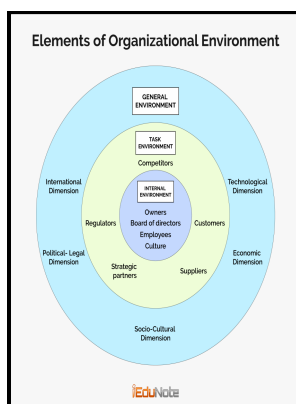 Elements of Organizational Environment
GENERAL
ENVIRONMENT
TASK
ENVIRONMENT
Competitors
International
Dimension
INTERNAL
ENVIRONMENT
Technological
Dimension
Owners
Regulators
Board of directors
Customers
Employees
Culture
Political- Legal
Dimension
Economic
Dimension
Strategic
partners
Suppliers
Socio-Cultural
Dimension
iEduNote